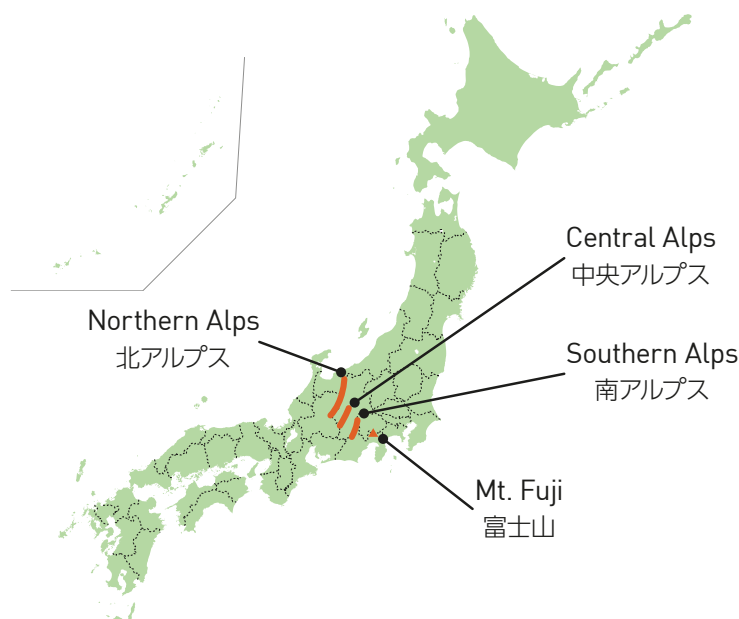 Central Alps
中央アルプス
Northern Alps
北アルプス
Southern Alps
南アルプス
Mt. Fuji
富士山